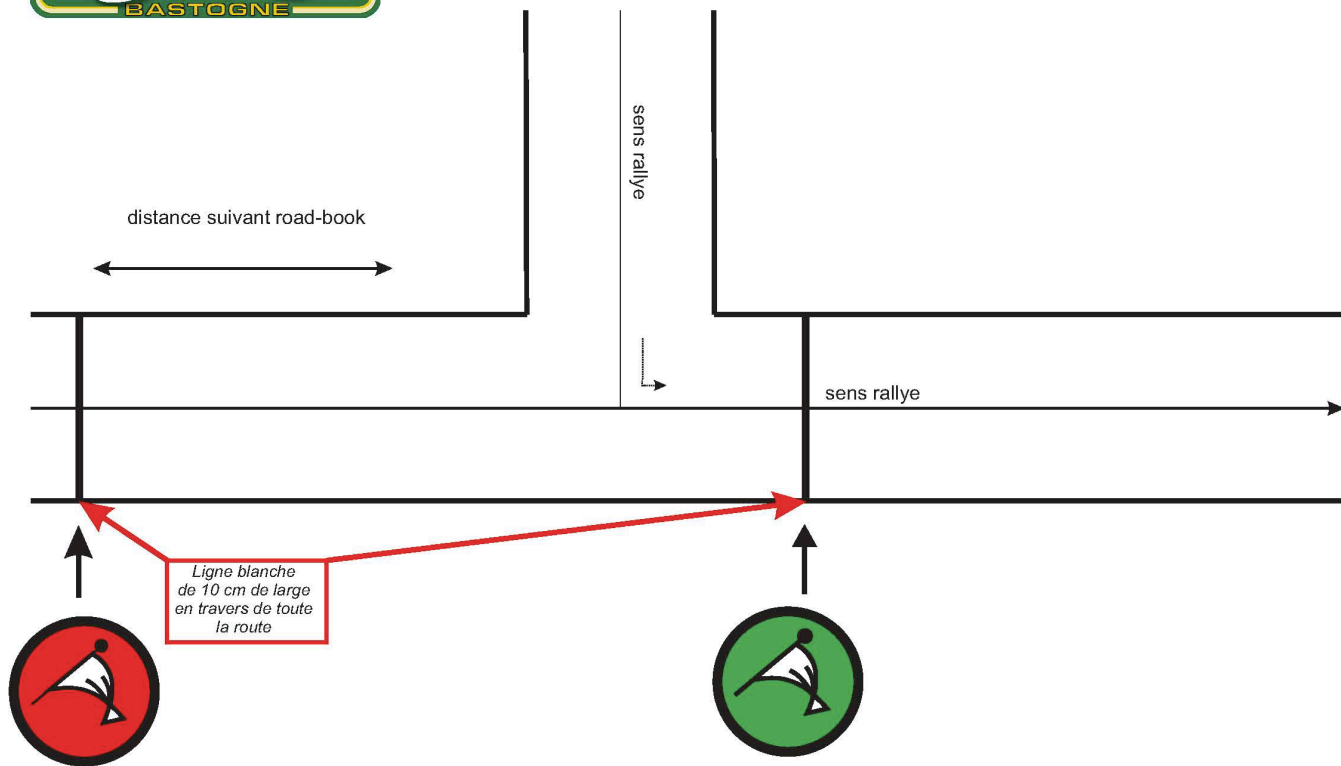 BASTOGNE
sens rallye
distance suivant road-book
sens rallye
Ligne blanche
de 10 cm de large
en travers de toute
la route